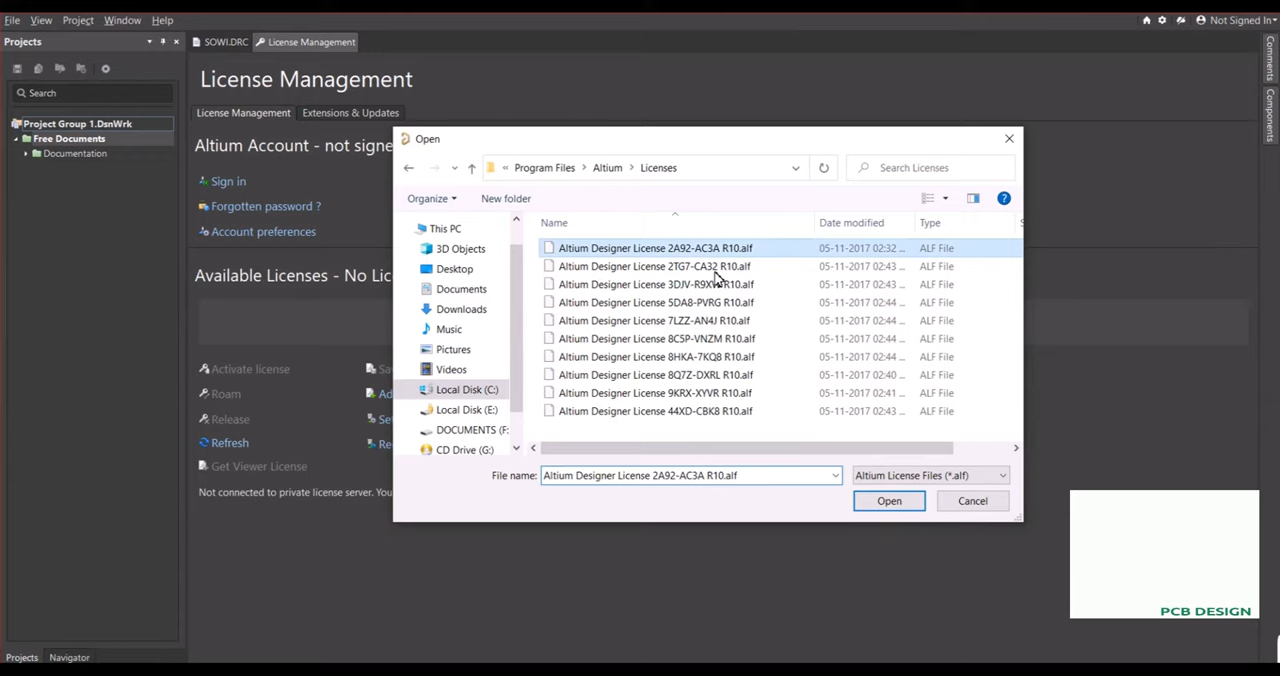 File View Project Window Help
Not Signed In
Projects
SOWI.DRC
License Management
Comments
Components
Search
Project Group 1.DsnWrk
Free Documents
Documentation
License Management
License Management
Extensions & Updates
Altium Account - not signe
Sign in
Forgotten password ?
Account preferences
Available Licenses - No Lic
Activate license
Sa
Roam
Ad
Release
Se
Refresh
Re
Get Viewer License
Not connected to private license server. You
Open
« Program Files > Altium > Licenses
Search Licenses
Organize
New folder
This PC
3D Objects
Desktop
Documents
Downloads
Music
Pictures
Videos
Local Disk (C:)
Local Disk (E:)
DOCUMENTS (F:
CD Drive (G:)
Name Date modified Type S
Altium Designer License 2A92-AC3A R10.alf 05-11-2017 02:32 ... ALF File
Altium Designer License 2TG7-CA32 R10.alf 05-11-2017 02:43 ... ALF File
Altium Designer License R10.alf 05-11-2017 02:43 ... ALF File
Altium Designer License 5DA8-PVRG R10.alf 05-11-2017 02:44 ... ALF File
Altium Designer License 7LZZ-AN4J R10.alf 05-11-2017 02:44 ... ALF File
Altium Designer License 8C5P-VNZM R10.alf 05-11-2017 02:44 ... ALF File
Altium Designer License 8HKA-7KQ8 R10.alf 05-11-2017 02:44 ... ALF File
Altium Designer License 8Q7Z-DXRL R10.alf 05-11-2017 02:40 ... ALF File
Altium Designer License 9KRX-XYVR R10.alf 05-11-2017 02:41 ... ALF File
Altium Designer License 44XD-CBK8 R10.alf 05-11-2017 02:43 ... ALF File
File name: Altium Designer License 2A92-AC3A R10.alf
Altium License Files (*.alf)
Open
Cancel
PCB DESIGN
Projects
Navigator